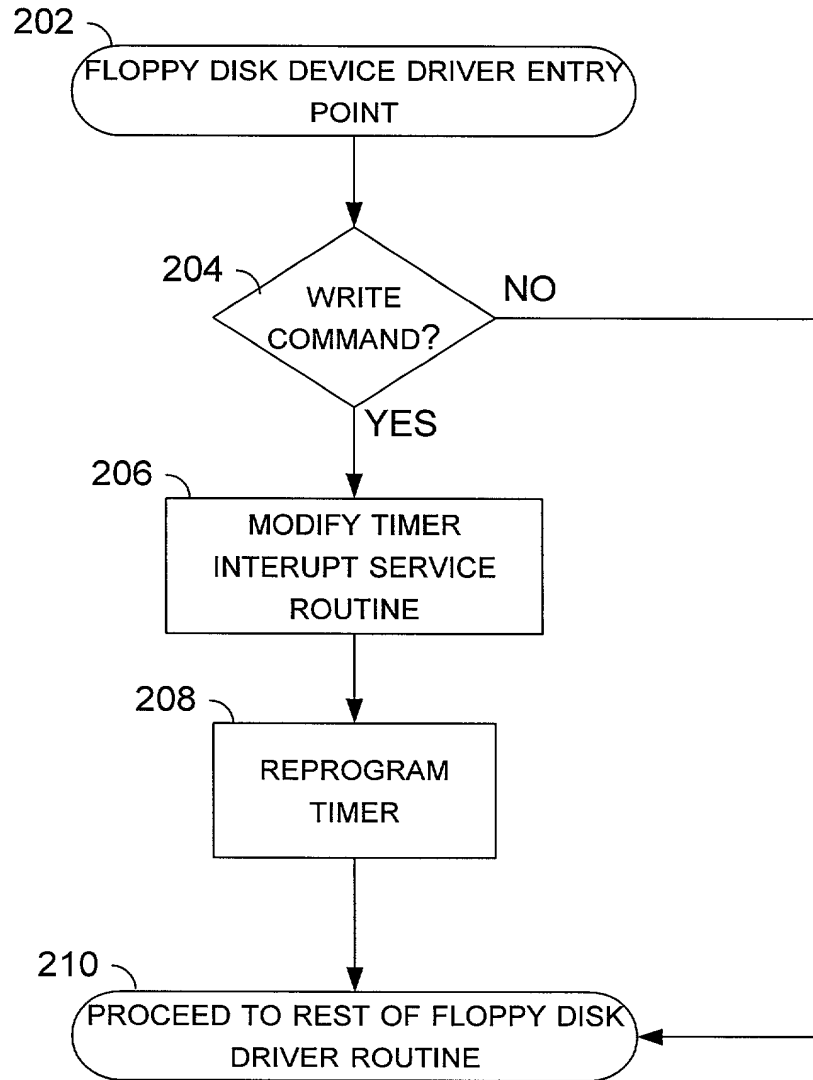 202
FLOPPY DISK DEVICE DRIVER ENTRY
POINT
204
WRITE
COMMAND?
NO
YES
206
MODIFY TIMER
INTERUPT SERVICE
ROUTINE
208
REPROGRAM
TIMER
210
PROCEED TO REST OF FLOPPY DISK
DRIVER ROUTINE